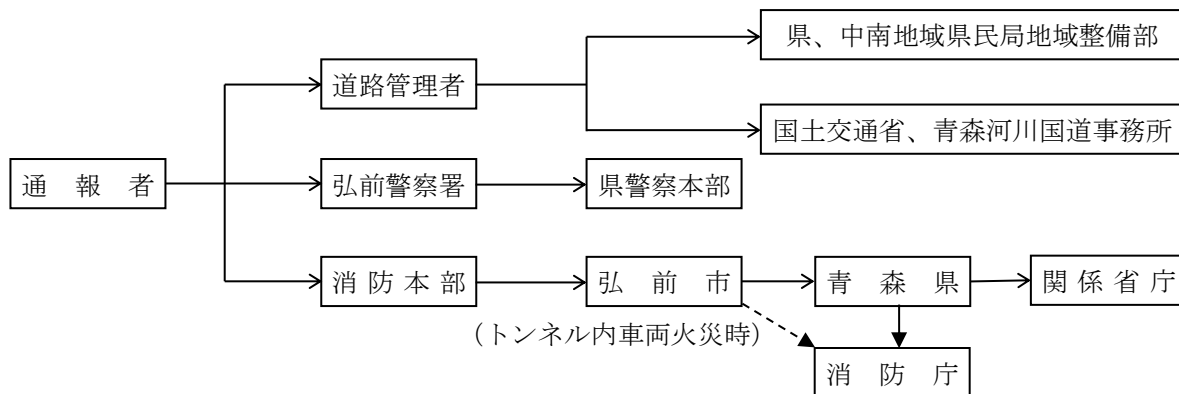 県、中南地域県民局地域整備部
道路管理者
国土交通省、青森河川国道事務所
通報者
弘前警察署
県警察本部
消防本部
弘前市
青森県
関係省庁
(トンネル内車両火災時)
消防庁